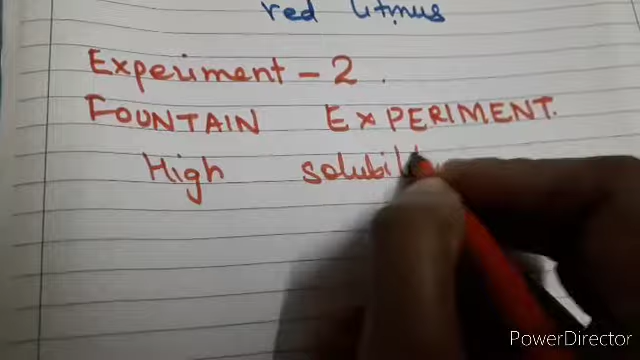 red litmus
Experiment - 2.
FOUNTAIN EXPERIMENT.
High
PowerDirector